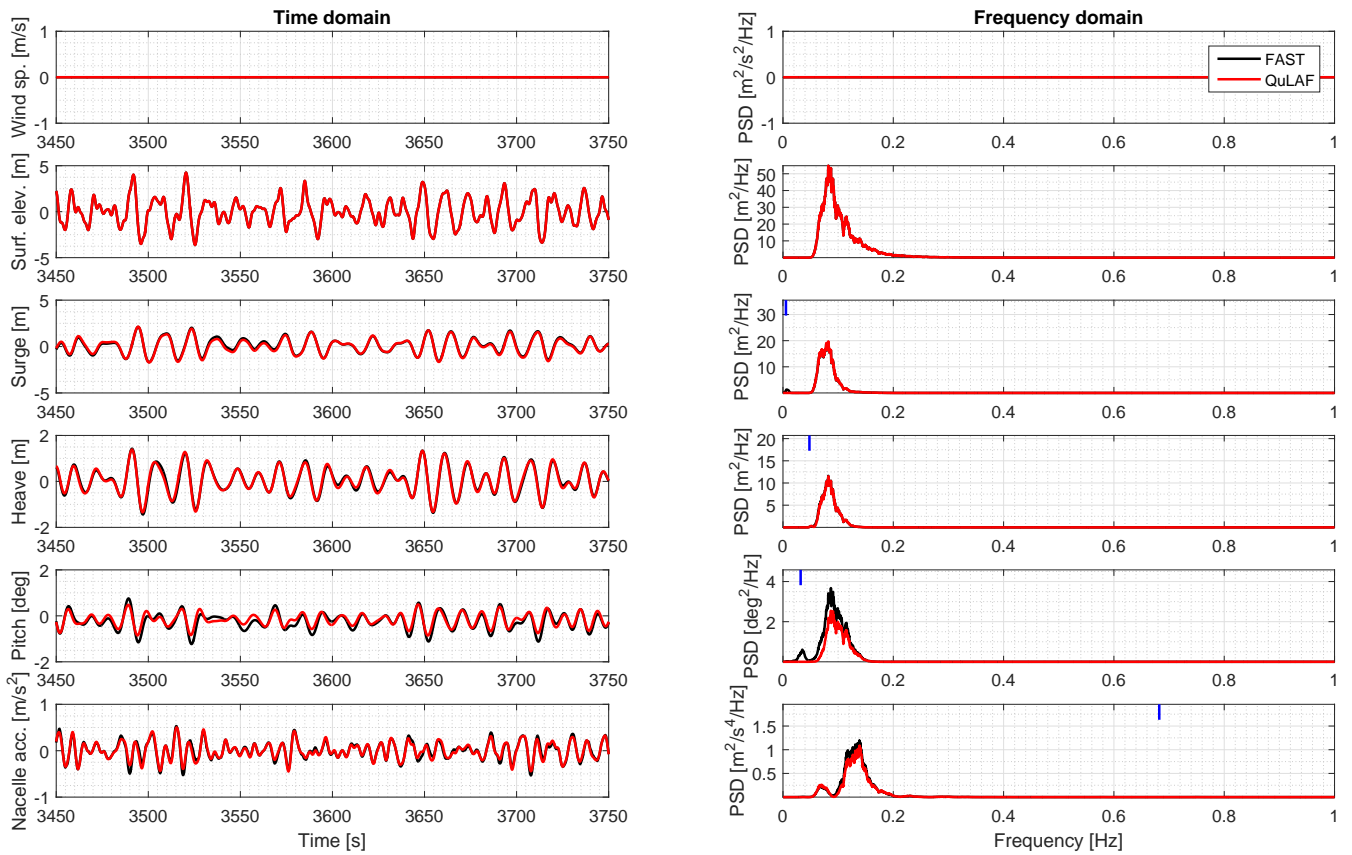 Time domain
Wind sp. [m/s]
1
0
-1
3450 3500 3550 3600 3650 3700 3750
Surf. elev. [m]
5
0
-5
3450 3500 3550 3600 3650 3700 3750
Surge [m]
5
0
-5
3450 3500 3550 3600 3650 3700 3750
Heave [m]
2
0
-2
3450 3500 3550 3600 3650 3700 3750
Pitch [deg]
2
0
-2
3450 3500 3550 3600 3650 3700 3750
Nacelle acc. [m/s²]
1
0
-1
3450 3500 3550 3600 3650 3700 3750
Time [s]
Frequency domain
PSD [m²/s²/Hz]
1
0
-1
0 0.2 0.4 0.6 0.8 1
FAST
QuLAF
PSD [m²/Hz]
50
40
30
20
10
0 0.2 0.4 0.6 0.8 1
PSD [m²/Hz]
30
20
10
0 0.2 0.4 0.6 0.8 1
PSD [m²/Hz]
20
15
10
5
0 0.2 0.4 0.6 0.8 1
PSD [deg²/Hz]
4
2
0 0.2 0.4 0.6 0.8 1
PSD [m²/s⁴/Hz]
1.5
1
0.5
0 0.2 0.4 0.6 0.8 1
Frequency [Hz]